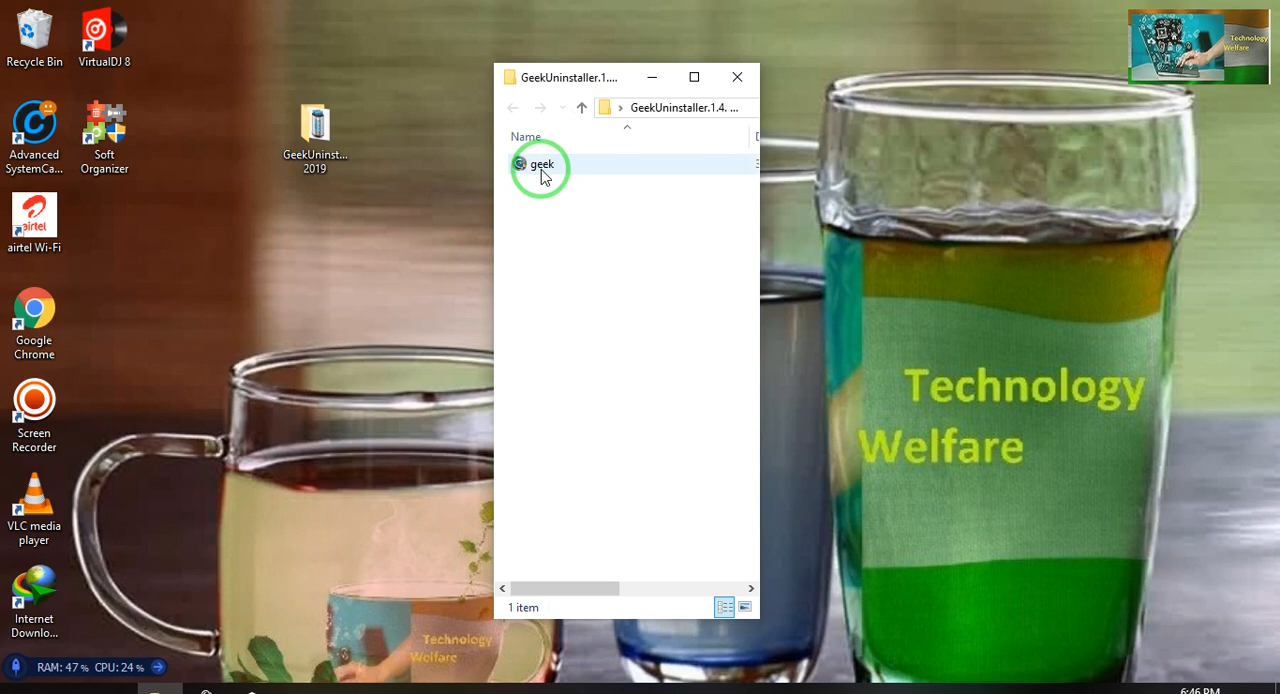 Recycle Bin
VirtualDJ 8
Advanced
SystemCa...
Soft
Organizer
GeekUninst...
2019
airtel
airtel Wi-Fi
Google
Chrome
Screen
Recorder
VLC media
player
Internet
Downlo...
RAM: 47 % CPU: 24 %
GeekUninstaller.1....
GeekUninstaller.1.4. ...
Name
geek
1 item
Technology
Welfare
Technology
Welfare
Technology
Welfare
6:46 PM